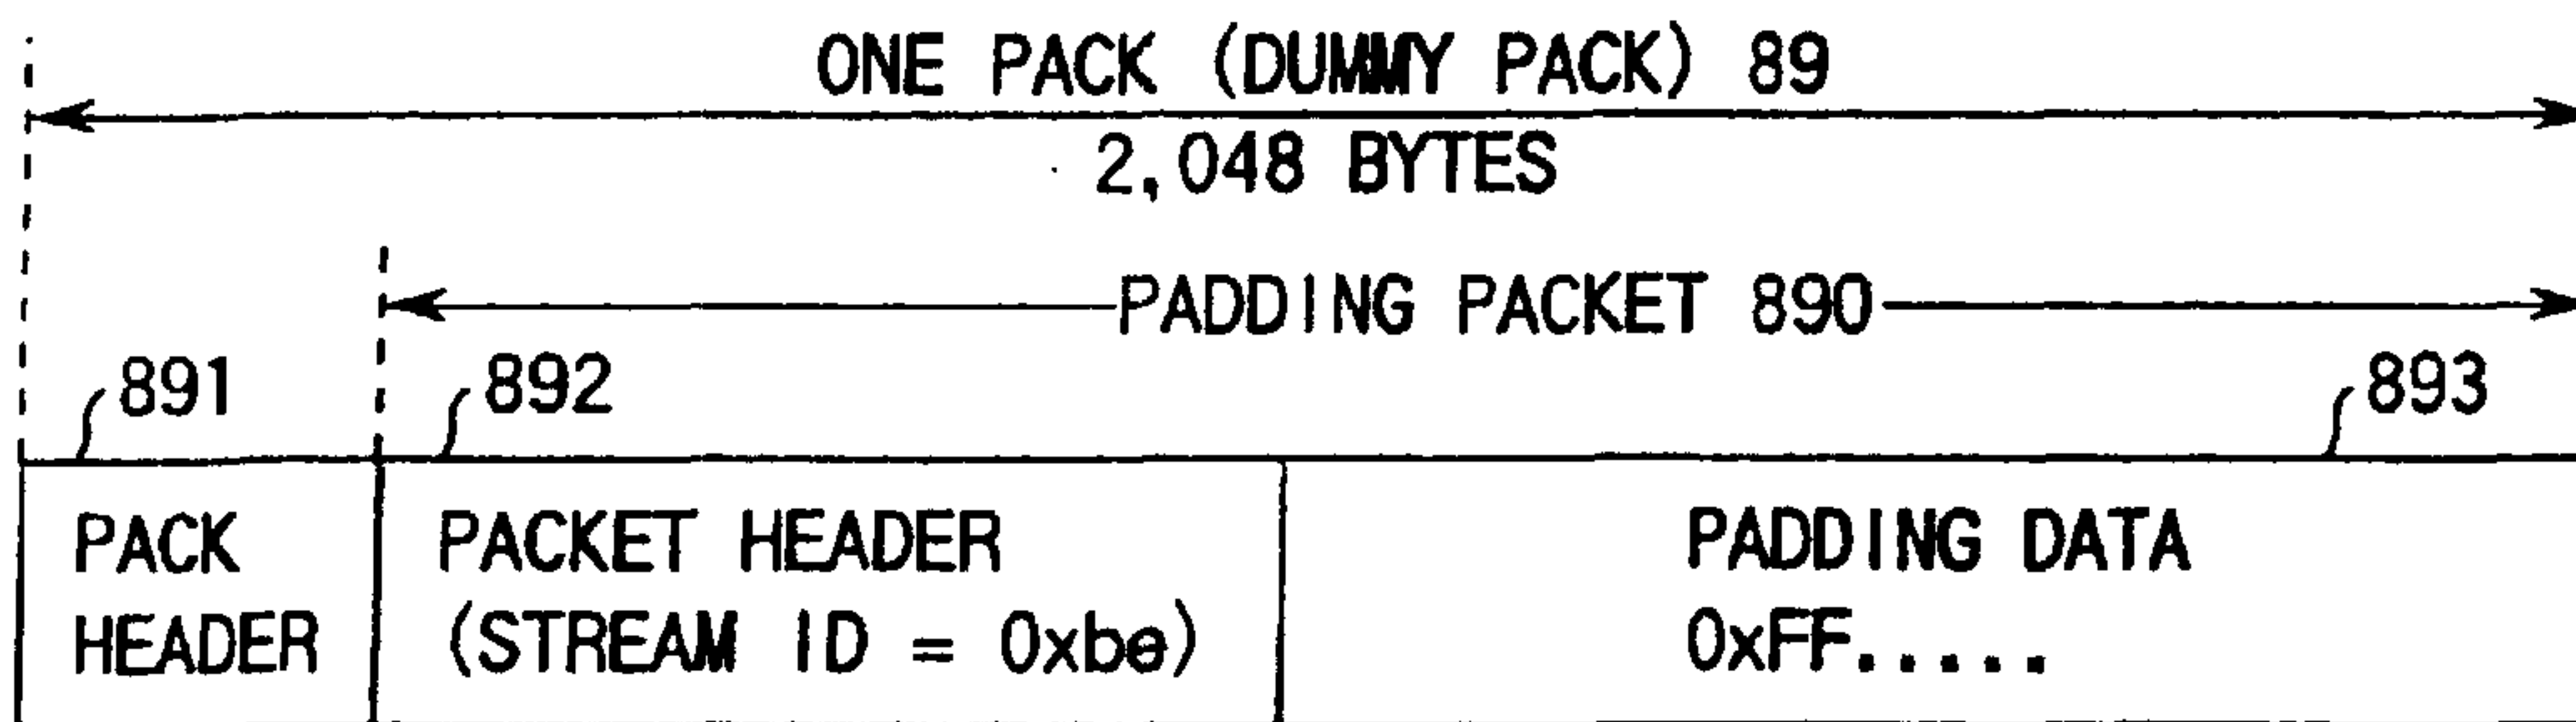 ONE PACK (DUMMY PACK) 89
2,048 BYTES
PADDING PACKET 890
891
892
893
PACK
HEADER
PACKET HEADER
(STREAM ID = 0xbe)
PADDING DATA
0xFF.....